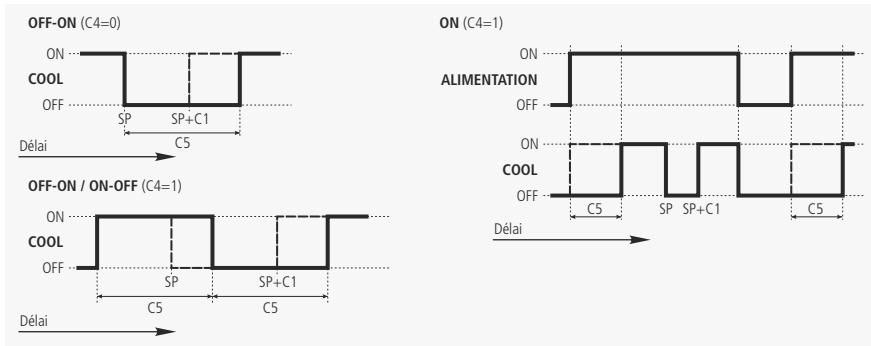 OFF-ON (C4=0)
ON
COOL
OFF
SP SP+C1
C5
Délai
OFF-ON / ON-OFF (C4=1)
ON
COOL
OFF
SP SP+C1
C5 C5
Délai
ON (C4=1)
ON
ALIMENTATION
OFF
ON
COOL
OFF
C5 SP SP+C1 C5
Délai